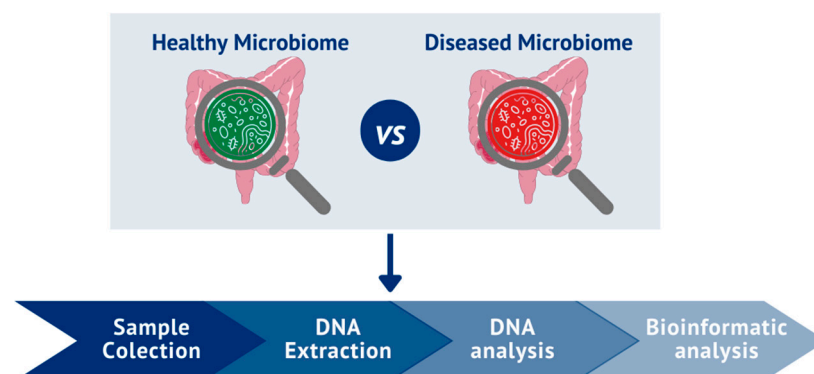 Healthy Microbiome
Diseased Microbiome
vs
Sample
Colection
DNA
Extraction
DNA
analysis
Bioinformatic
analysis